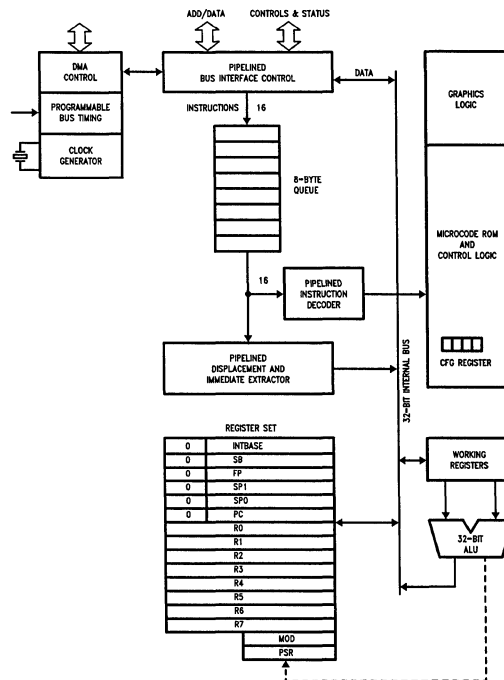 ADD/DATA
CONTROLS & STATUS
DMA
CONTROL
PIPELINED
BUS INTERFACE CONTROL
DATA
PROGRAMMABLE
BUS TIMING
INSTRUCTIONS
16
CLOCK
GENERATOR
GRAPHICS
LOGIC
8-BYTE
QUEUE
MICROCODE ROM
AND
CONTROL LOGIC
16
PIPELINED
INSTRUCTION
DECODER
PIPELINED
DISPLACEMENT AND
IMMEDIATE EXTRACTOR
CFG REGISTER
32-BIT INTERNAL BUS
REGISTER SET
0 INTBASE
0 SB
0 FP
0 SP1
0 SP0
0 PC
R0
R1
R2
R3
R4
R5
R6
R7
MOD
PSR
WORKING
REGISTERS
32-BIT
ALU